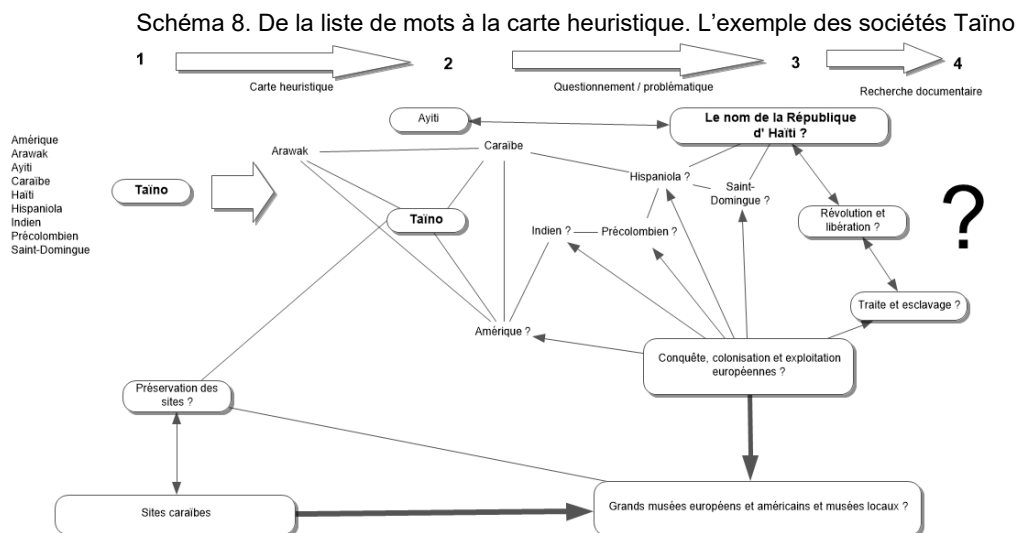 Schéma 8. De la liste de mots à la carte heuristique. L’exemple des sociétés Taïno
1
2
3
4
Carte heuristique
Questionnement / problématique
Recherche documentaire
Amérique
Arawak
Ayiti
Caraïbe
Haïti
Hispaniola
Indien
Précolombien
Saint-Domingue
Taïno
Ayiti
Arawak
Caraïbe
Taïno
Le nom de la République
d' Haïti ?
Hispaniola ?
Saint-
Domingue ?
Indien ?
Précolombien ?
Révolution et
libération ?
?
Traite et esclavage ?
Amérique ?
Conquête, colonisation et exploitation
européennes ?
Préservation des
sites ?
Sites caraïbes
Grands musées européens et américains et musées locaux ?